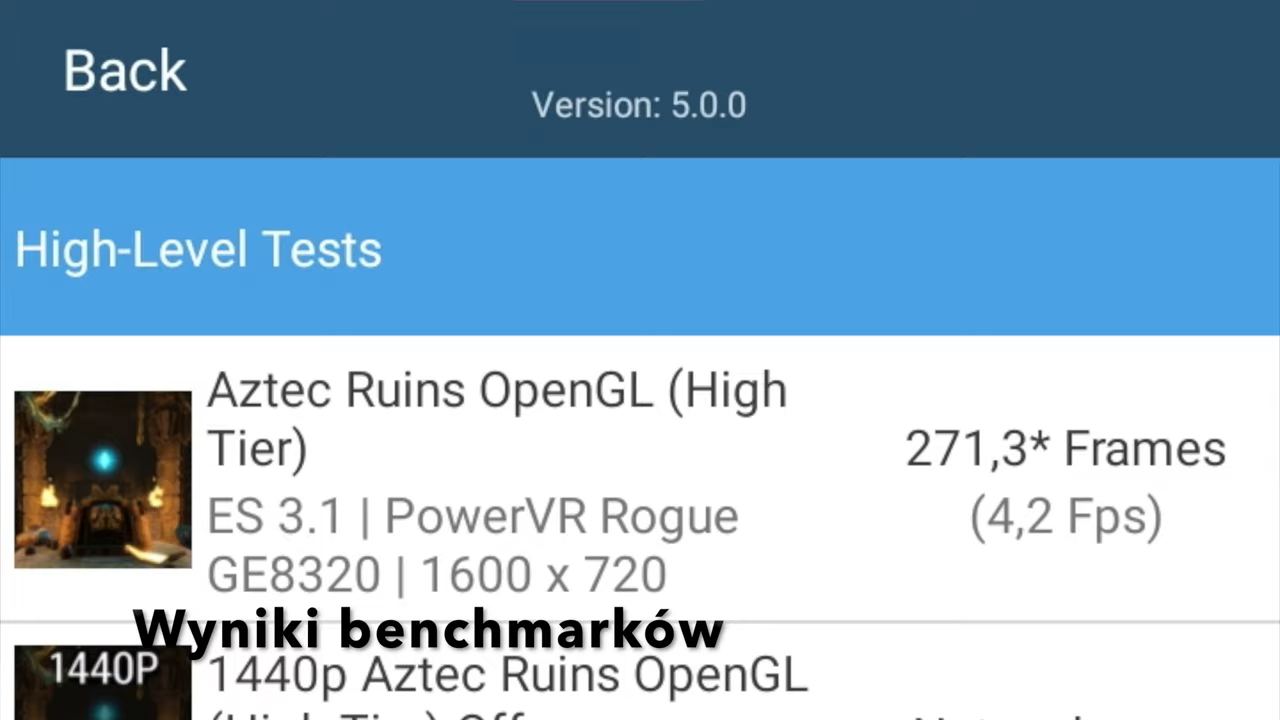 Back
Version: 5.0.0
High-Level Tests
Aztec Ruins OpenGL (High
Tier)
271,3* Frames
ES 3.1 | PowerVR Rogue
(4,2 Fps)
GE8320 | 1600 x 720
Wyniki benchmarków
1440P
1440p Aztec Ruins OpenGL